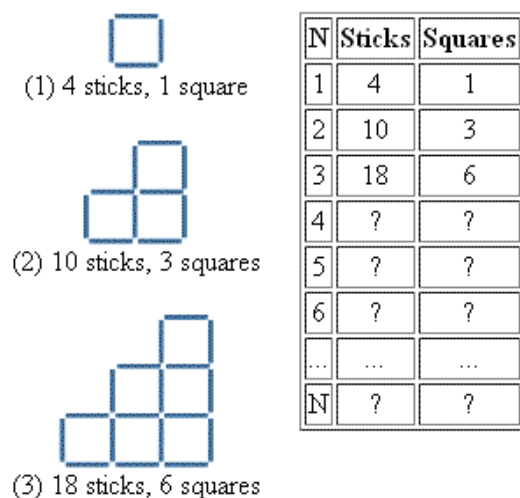 (1) 4 sticks, 1 square
(2) 10 sticks, 3 squares
(3) 18 sticks, 6 squares
N Sticks Squares
1 4 1
2 10 3
3 18 6
4 ? ?
5 ? ?
6 ? ?
... ... ...
N ? ?